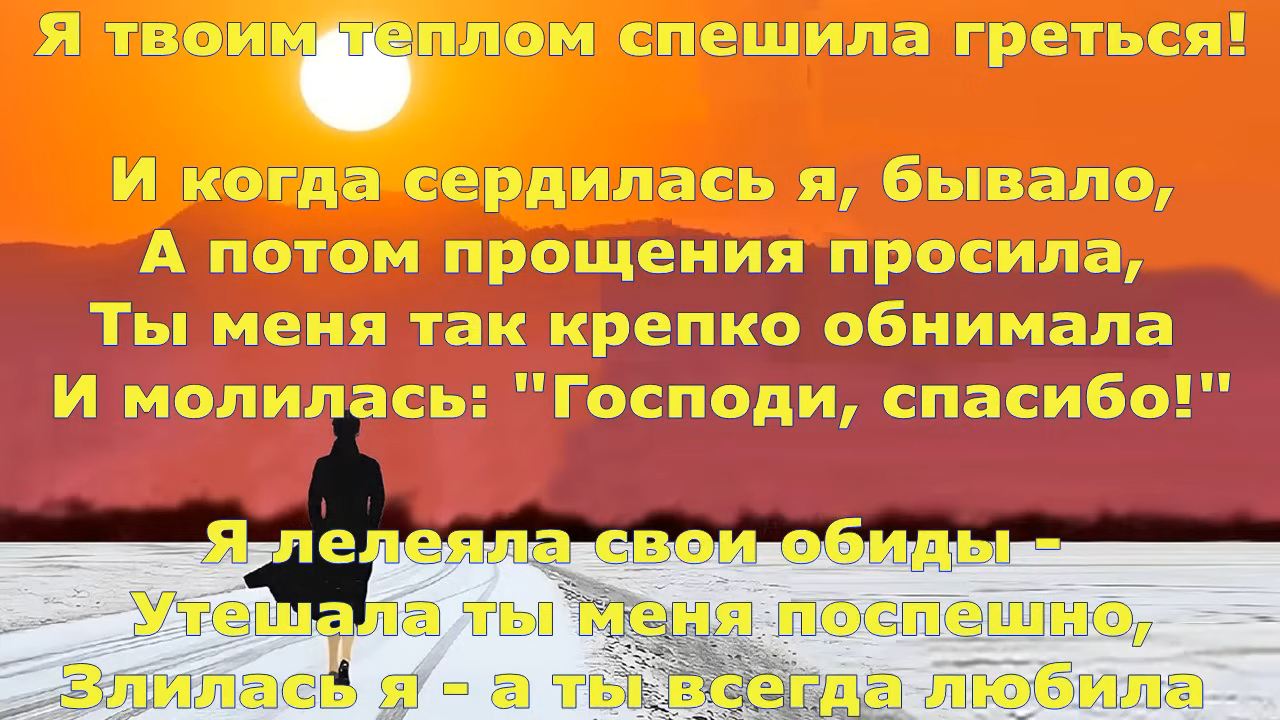 Я твоим теплом спешила греться!
И когда сердилась я, бывало,
А потом прощения просила,
Ты меня так крепко обнимала
И молилась: "Господи, спасибо!"
Я лелеяла свои обиды -
Утешала ты меня поспешно,
Злилась я - а ты всегда любила